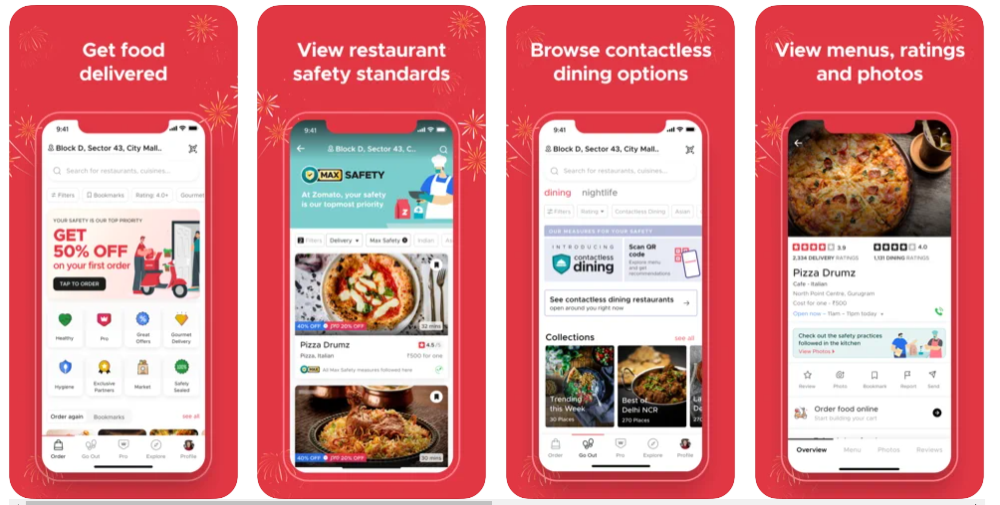 Get food
delivered
9:41
Block D, Sector 43, City Mall..
Search for restaurants, cuisines...
Filters
Bookmarks
Rating: 4.0+
Gourmet
YOUR SAFETY IS OUR TOP PRIORITY
GET
50% OFF
on your first order
TAP TO ORDER
Healthy
Pro
Great
Offers
Gourmet
Delivery
Hygiene
Exclusive
Partners
Market
Safely
Sealed
Order again
Bookmarks
see all
Order
Go Out
Pro
Explore
Profile
View restaurant
safety standards
9:41
Block D, Sector 43, C..
MAX SAFETY
At Zomato, your safety
is our topmost priority
Filters
Delivery
Max Safety
Indian
40% OFF
pro 20% OFF
32 mins
Pizza Drumz
4.5
Pizza, Italian
₹500 for one
MAX
All Max Safety measures followed here
40% OFF
pro 20% OFF
30 mins
Browse contactless
dining options
9:41
Block D, Sector 43, City Mall..
Search for restaurants, cuisines...
dining
nightlife
Filters
Rating
Contactless Dining
Asian
OUR MEASURES FOR YOUR SAFETY
INTRODUCING
contactless
dining
Scan QR
code
Explore menu
and get
recommendations
See contactless dining restaurants
open around you right now
Collections
see all
Trending
this Week
30 Places
Best of
Delhi NCR
270 Places
Order
Go Out
Pro
Explore
Profile
View menus, ratings
and photos
3.9
2,334 DELIVERY RATINGS
4.0
1,131 DINING RATINGS
Pizza Drumz
Cafe - Italian
North Point Centre, Gurugram
Cost for one - ₹500
Open now - 11am - 11pm today
Check out the safety practices
followed in the kitchen
View Photos
Review
Photo
Bookmark
Report
Send
Order food online
Start building your cart
Overview
Menu
Photos
Reviews